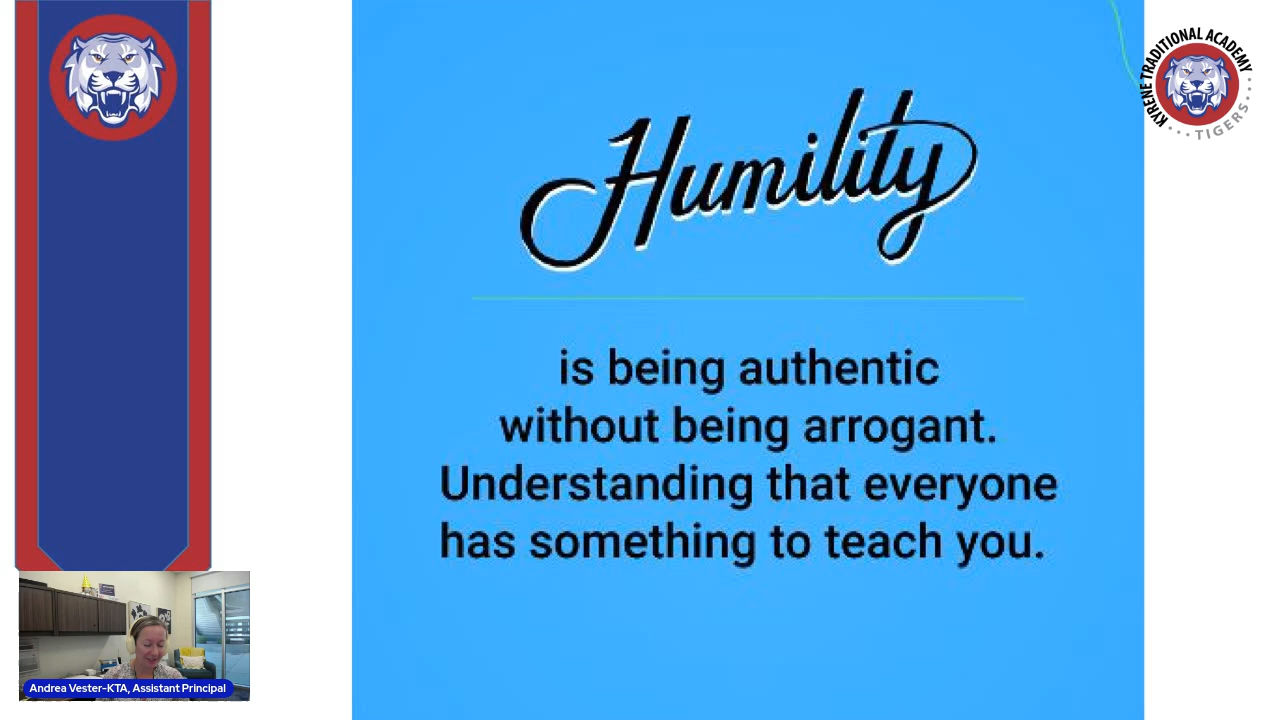 KYRENE TRADITIONAL ACADEMY
TIGERS
Humility
is being authentic
without being arrogant.
Understanding that everyone
has something to teach you.
Andrea Vester-KTA, Assistant Principal